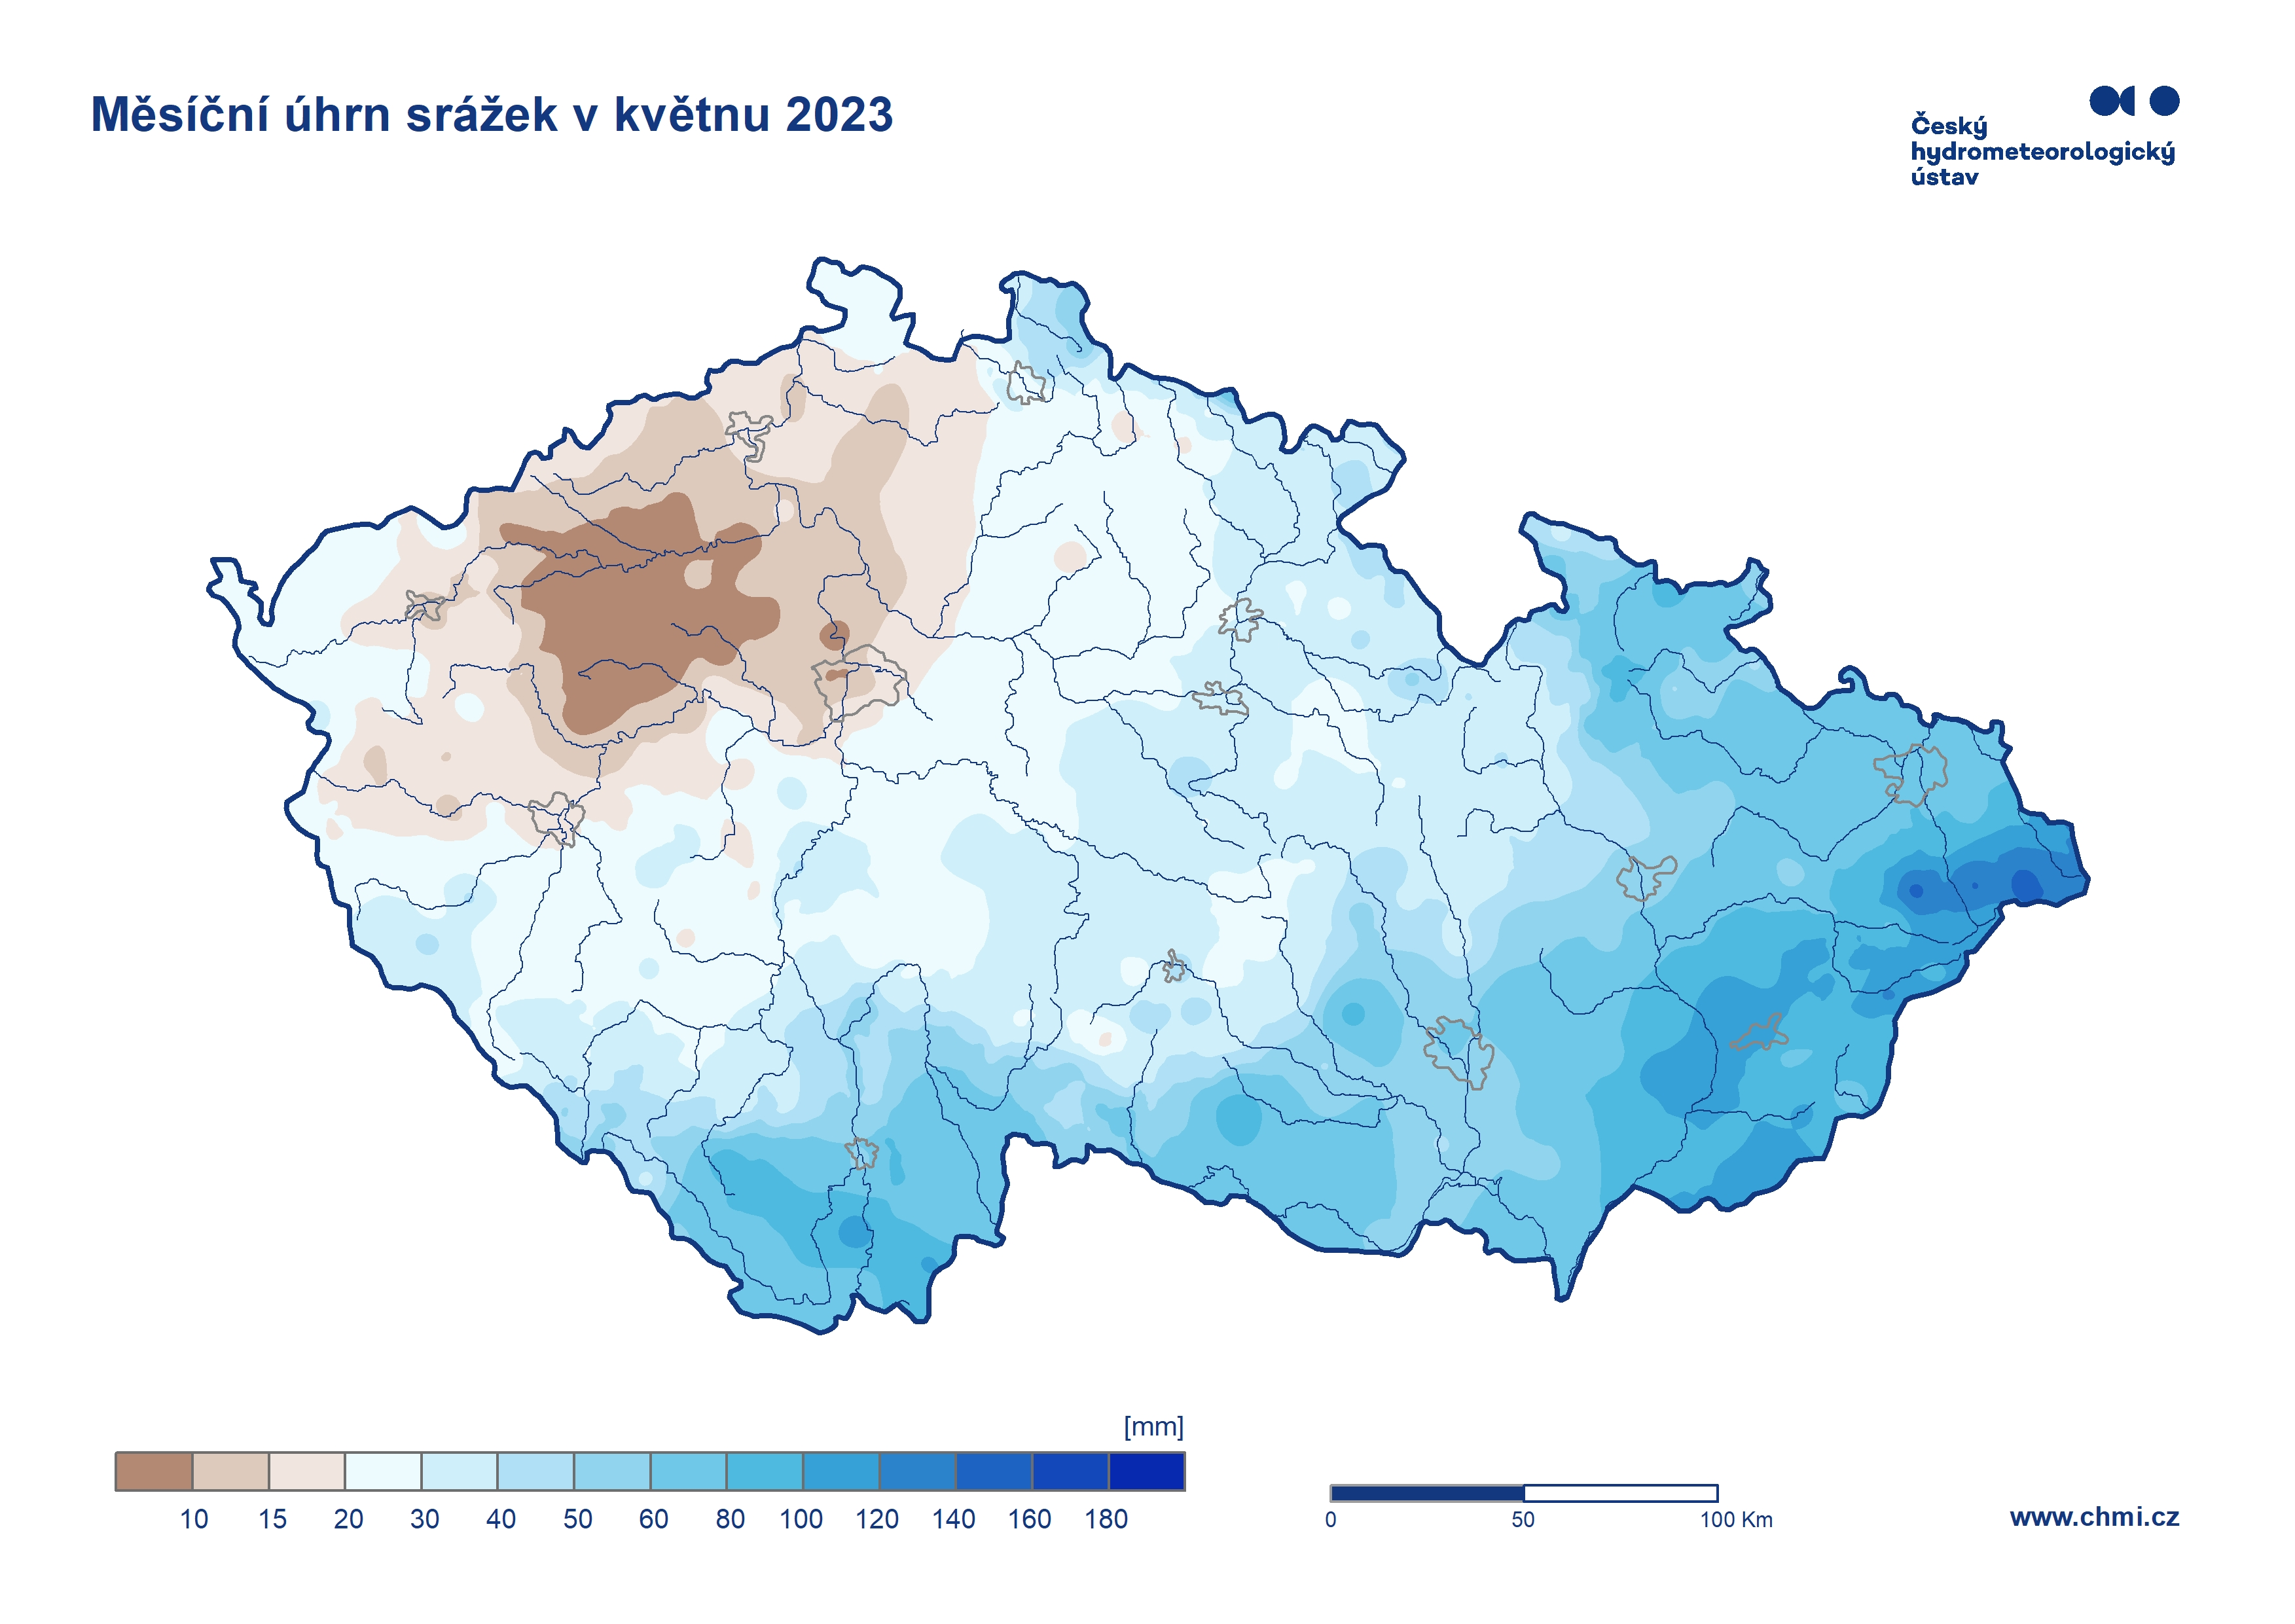 Měsíční úhrn srážek v květnu 2023
Český
hydrometeorologický
ústav
[mm]
10 15 20 30 40 50 60 80 100 120 140 160 180
0 50 100 Km
www.chmi.cz